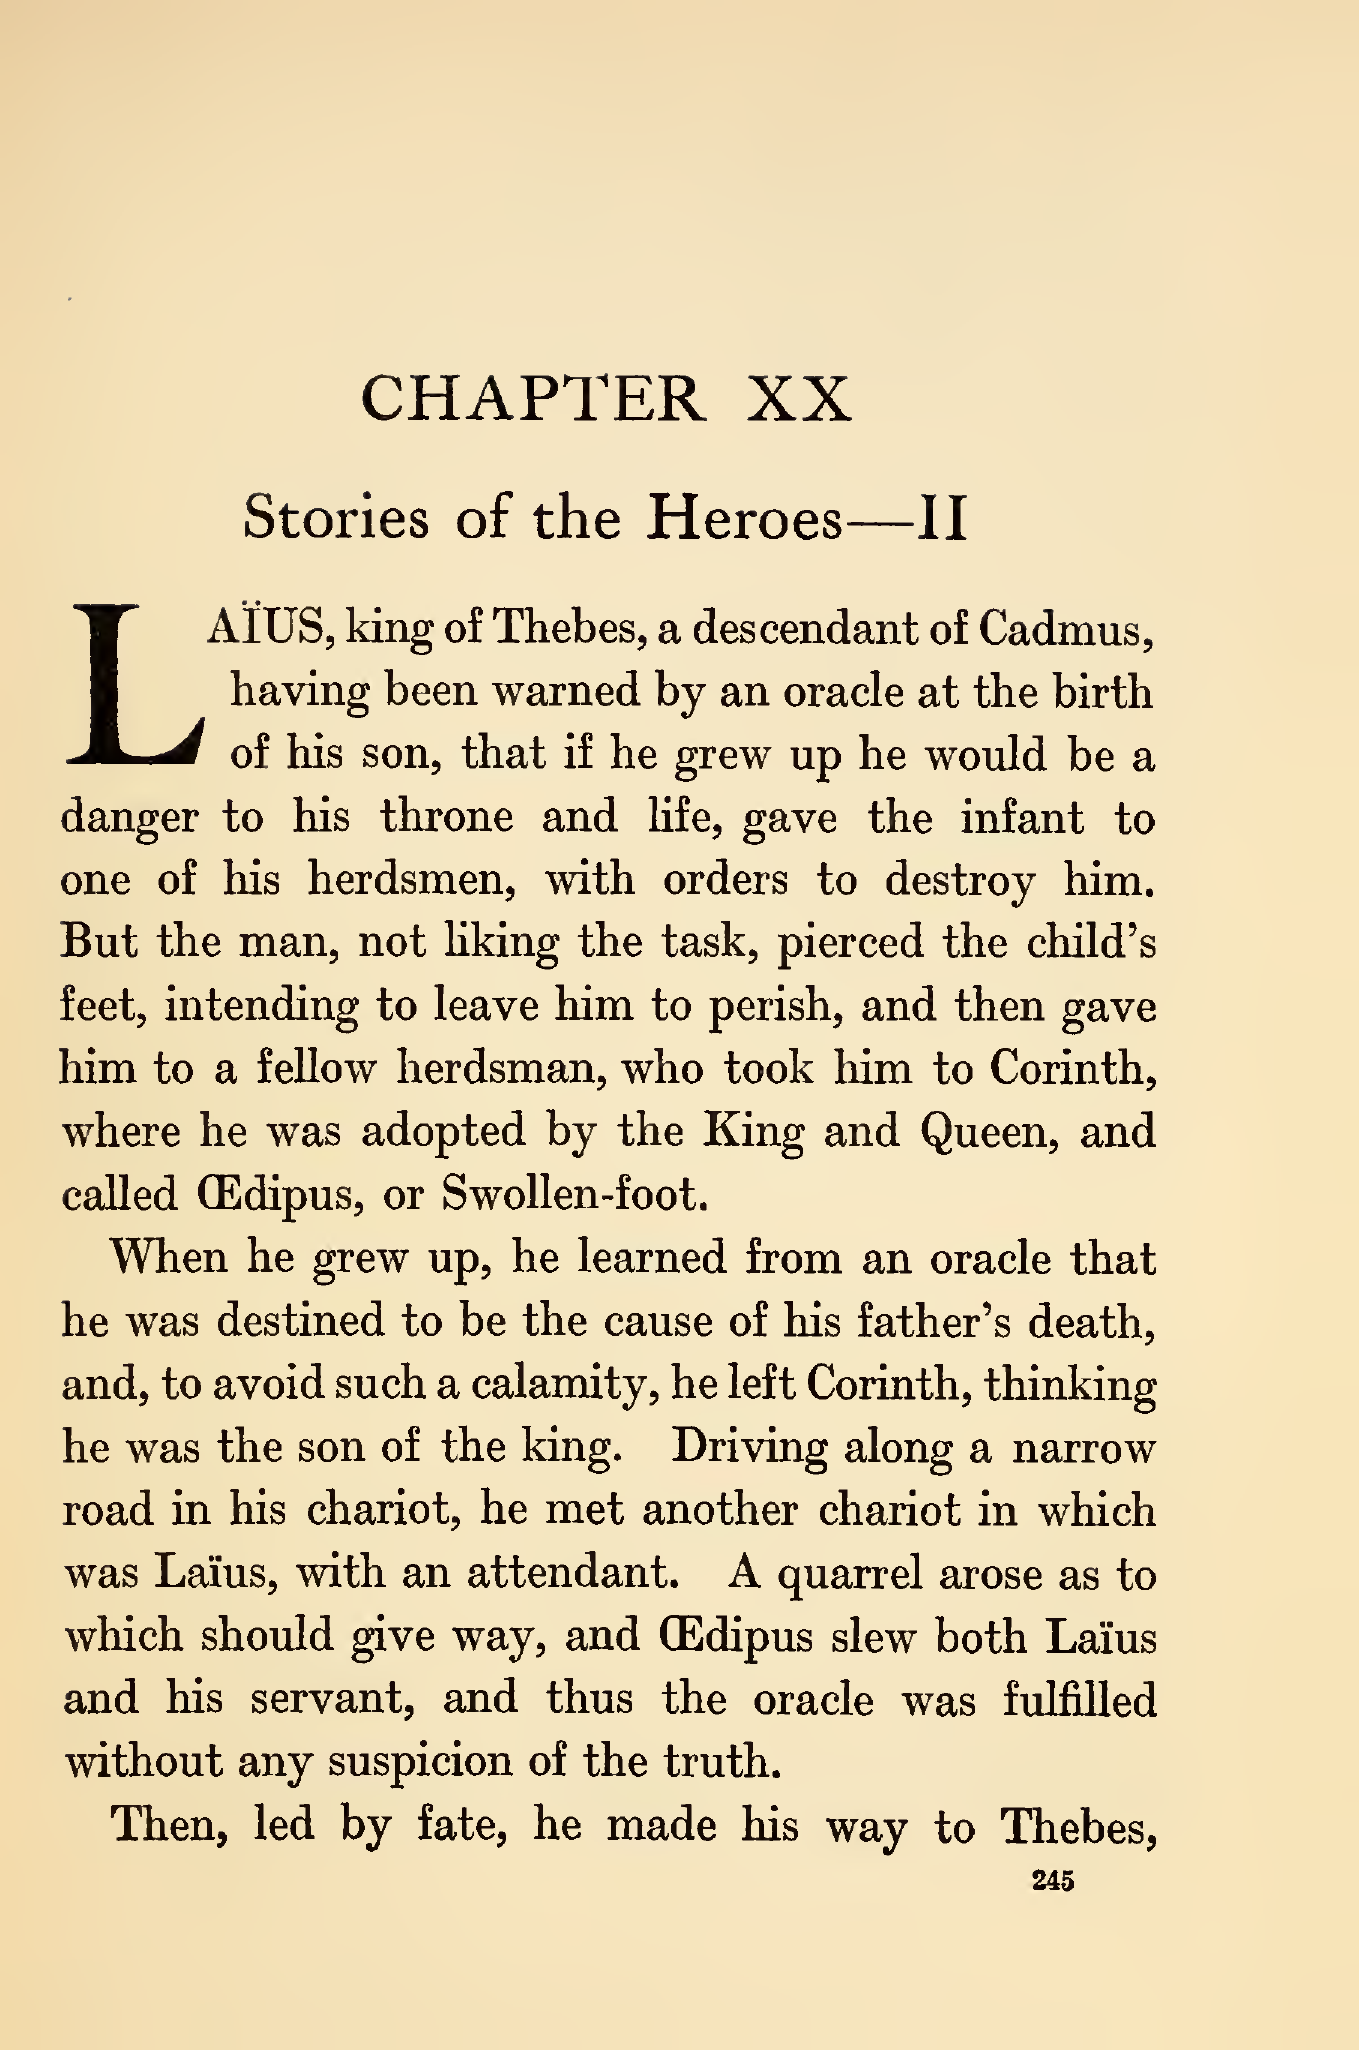 CHAPTER XX
Stories of the Heroes—II
LAÏUS, king of Thebes, a descendant of Cadmus,
having been warned by an oracle at the birth
of his son, that if he grew up he would be a
danger to his throne and life, gave the infant to
one of his herdsmen, with orders to destroy him.
But the man, not liking the task, pierced the child’s
feet, intending to leave him to perish, and then gave
him to a fellow herdsman, who took him to Corinth,
where he was adopted by the King and Queen, and
called Œdipus, or Swollen-foot.
When he grew up, he learned from an oracle that
he was destined to be the cause of his father’s death,
and, to avoid such a calamity, he left Corinth, thinking
he was the son of the king. Driving along a narrow
road in his chariot, he met another chariot in which
was Laïus, with an attendant. A quarrel arose as to
which should give way, and Œdipus slew both Laïus
and his servant, and thus the oracle was fulfilled
without any suspicion of the truth.
Then, led by fate, he made his way to Thebes,
245